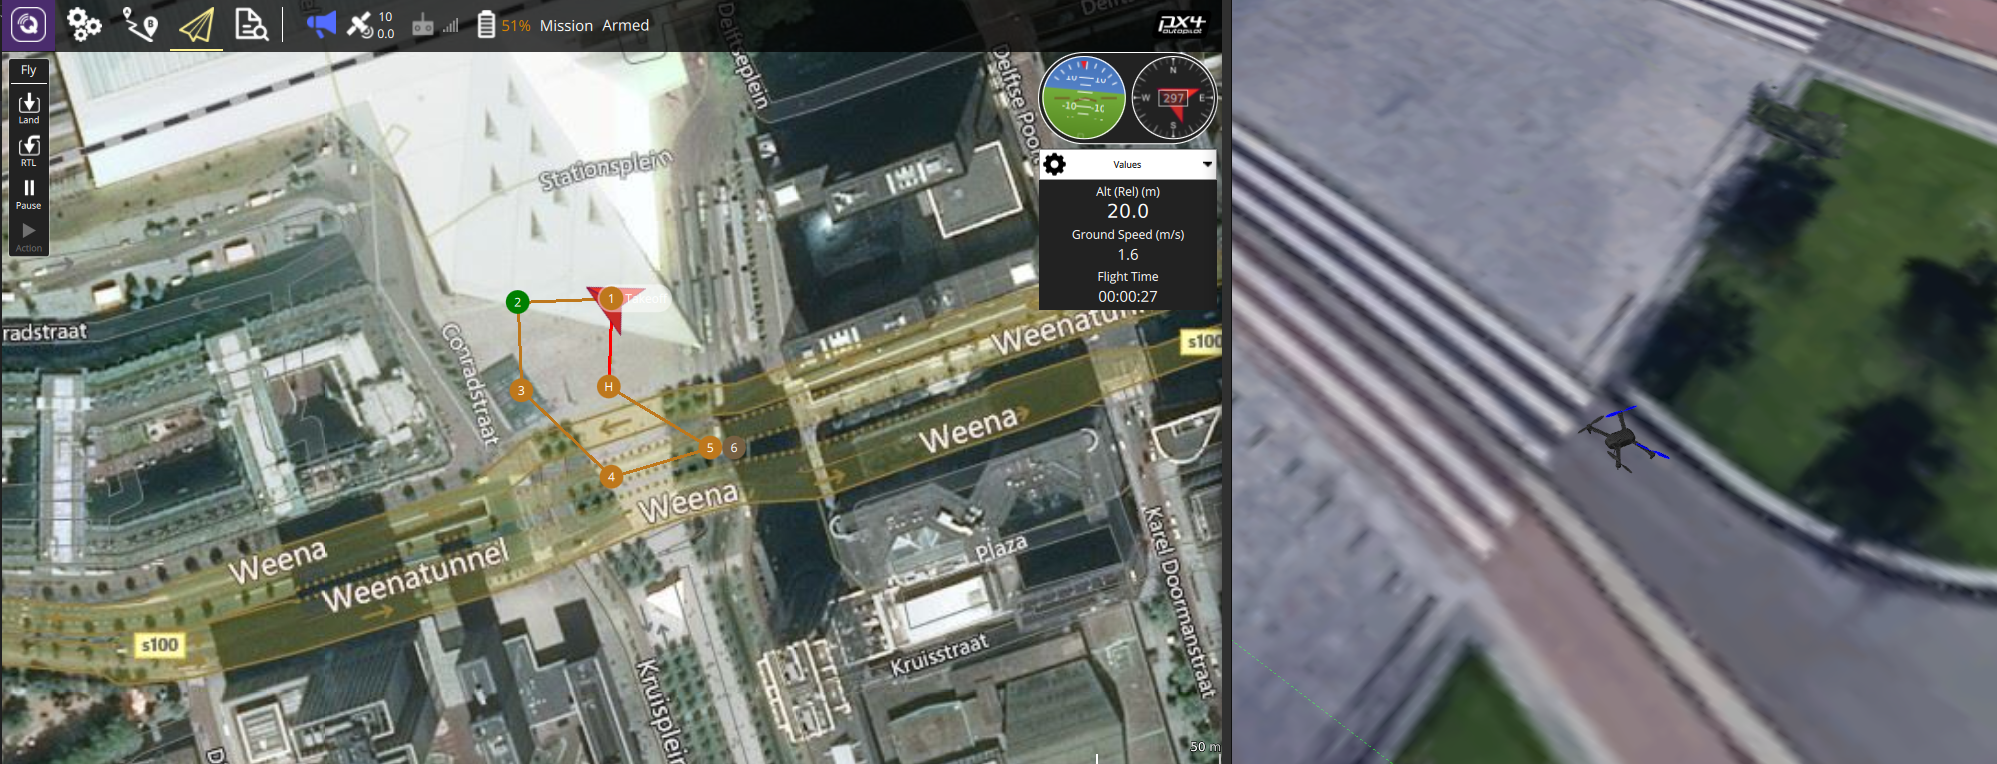 10
0.0
51% Mission Armed
PX4
autopilot
Fly
Land
RTL
Pause
Action
Delftseplein
Delftse Poort
Stationsplein
N
W 297 E
S
10 10
-10 -10
Values
Alt (Rel) (m)
20.0
Ground Speed (m/s)
1.6
Flight Time
00:00:27
2
1 Takeoff
radstraat
Conradstraat
3
H
5 6
4
Weenatunn
s100
Weena
Weena
Weena
Weenatunnel
Plaza
Karel Doormanstraat
s100
Kruisstraat
Kruisplein
50 m